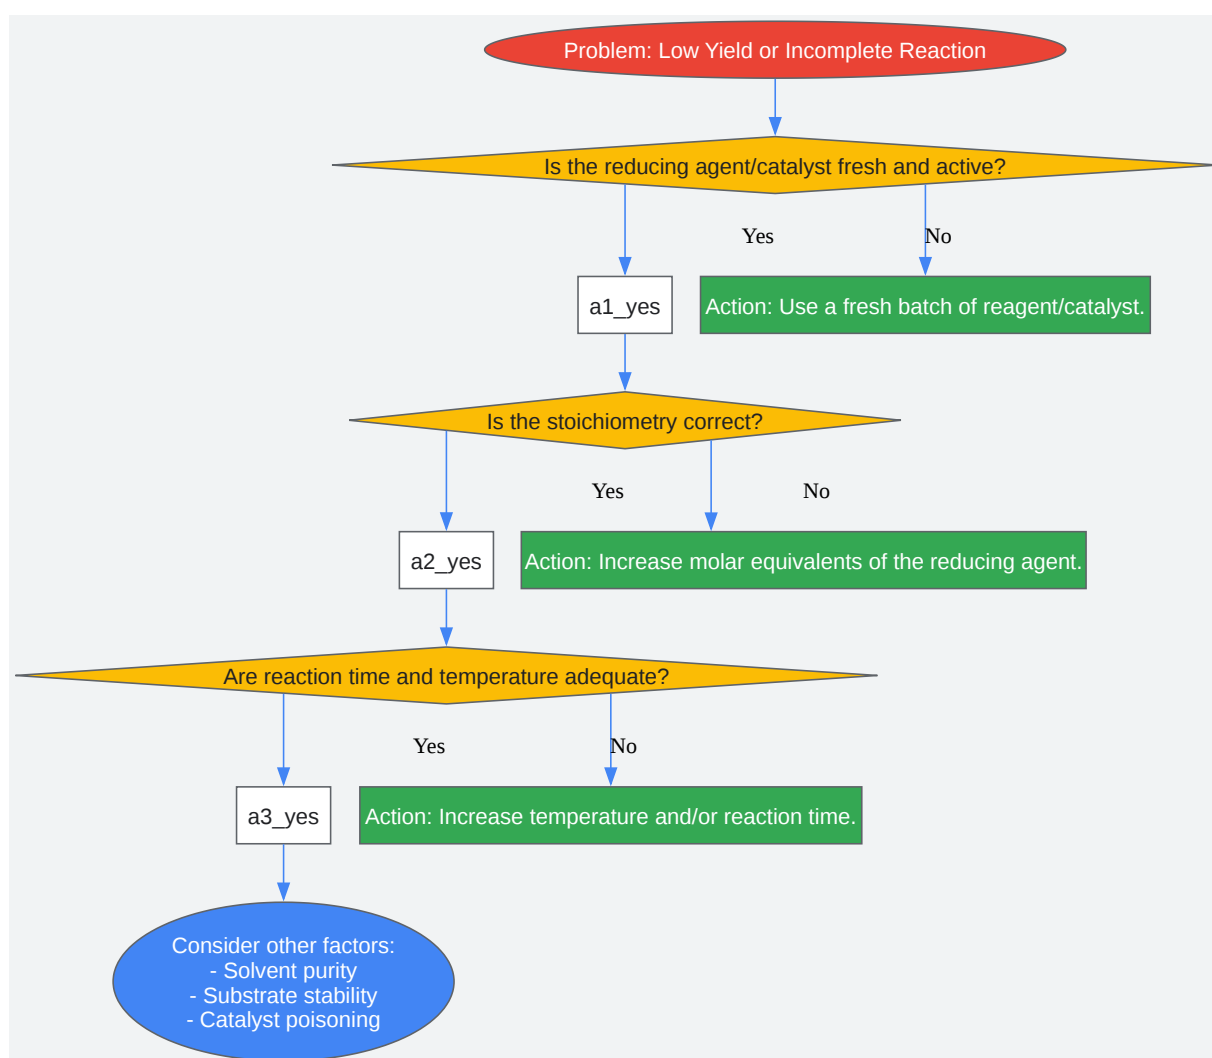 Problem: Low Yield or Incomplete Reaction
Is the reducing agent/catalyst fresh and active?
Yes
No
a1_yes
Action: Use a fresh batch of reagent/catalyst.
Is the stoichiometry correct?
Yes
No
a2_yes
Action: Increase molar equivalents of the reducing agent.
Are reaction time and temperature adequate?
Yes
No
a3_yes
Action: Increase temperature and/or reaction time.
Consider other factors:
- Solvent purity
- Substrate stability
- Catalyst poisoning